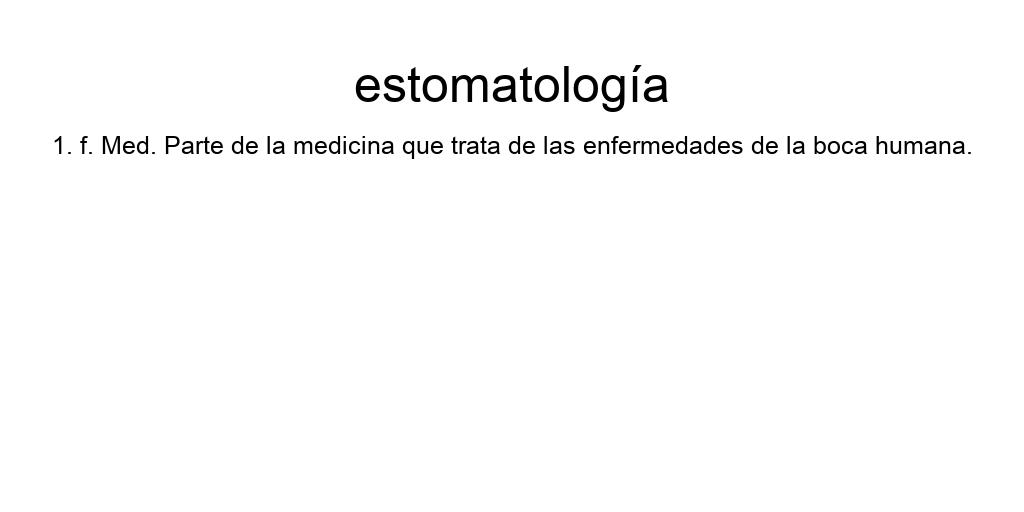 estomatología
1. f. Med. Parte de la medicina que trata de las enfermedades de la boca humana.